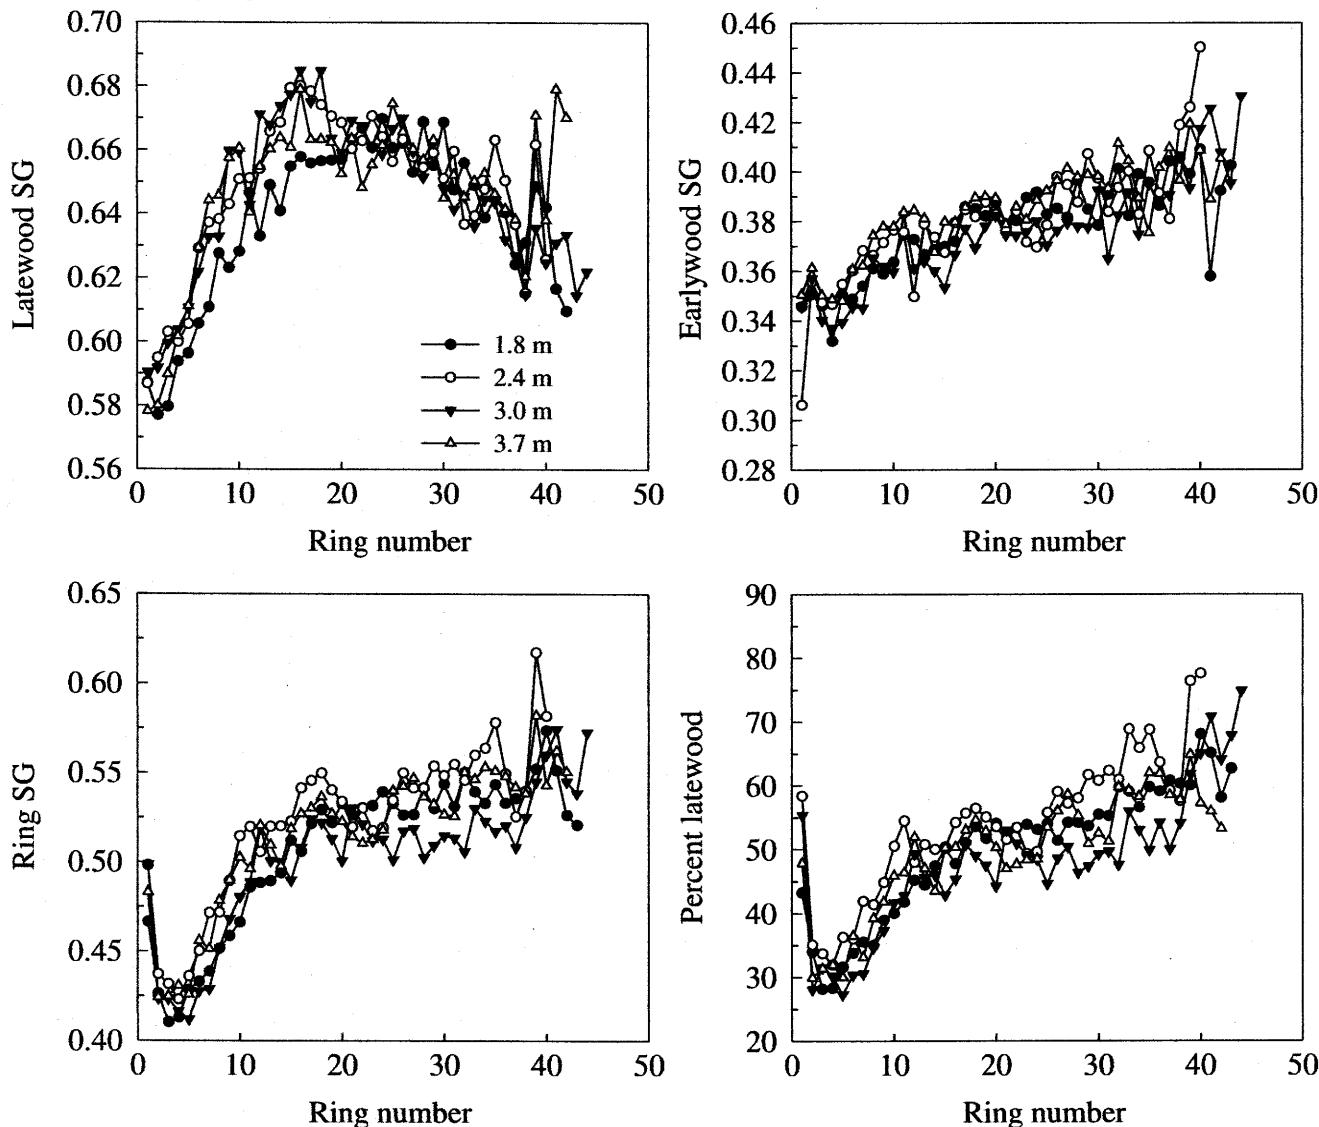 0.70
0.68
0.66
0.64
0.62
0.60
0.58
0.56
Latewood SG
1.8 m
2.4 m
3.0 m
3.7 m
0 10 20 30 40 50
Ring number
0.46
0.44
0.42
0.40
0.38
0.36
0.34
0.32
0.30
0.28
Earlywood SG
0 10 20 30 40 50
Ring number
0.65
0.60
0.55
0.50
0.45
0.40
Ring SG
0 10 20 30 40 50
Ring number
90
80
70
60
50
40
30
20
Percent latewood
0 10 20 30 40 50
Ring number